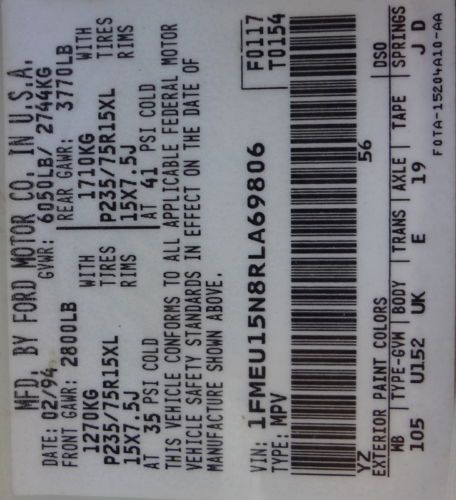 MFD. BY FORD MOTOR CO. IN U.S.A.
DATE: 02/94 GVWR: 6050LB/ 2744KG
FRONT GAWR: 2800LB REAR GAWR: 3770LB
1270KG WITH 1710KG WITH
P235/75R15XL TIRES P235/75R15XL TIRES
15X7.5J RIMS 15X7.5J RIMS
AT 35 PSI COLD AT 41 PSI COLD
THIS VEHICLE CONFORMS TO ALL APPLICABLE FEDERAL MOTOR
VEHICLE SAFETY STANDARDS IN EFFECT ON THE DATE OF
MANUFACTURE SHOWN ABOVE.
VIN: 1FMEU15N8RLA69806 F0117
TYPE: MPV T0154
YZ 56
EXTERIOR PAINT COLORS DSO
WB TYPE-GVW BODY TRANS AXLE TAPE SPRINGS
105 U152 UK E 19 J D
F0TA-15204A10-AA